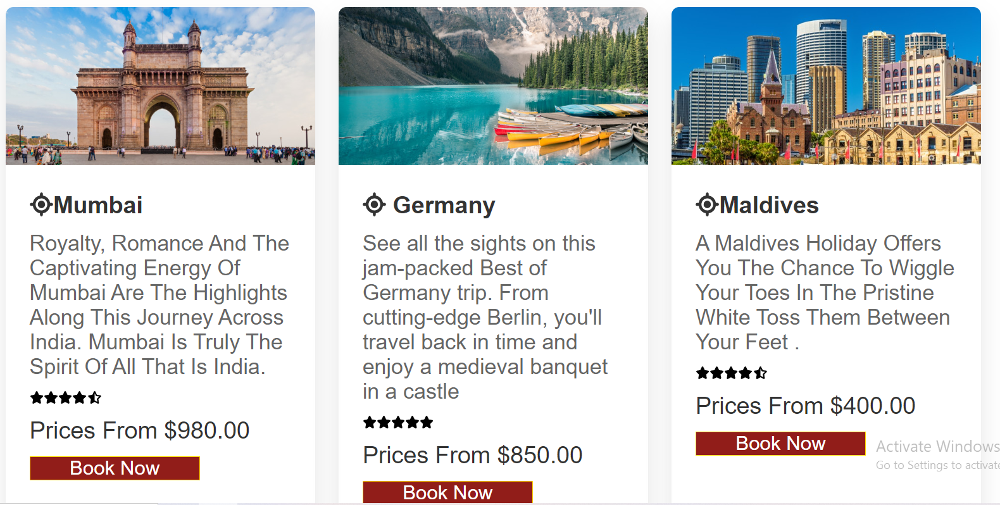 Mumbai
Royalty, Romance And The
Captivating Energy Of
Mumbai Are The Highlights
Along This Journey Across
India. Mumbai Is Truly The
Spirit Of All That Is India.
Prices From $980.00
Book Now
Germany
See all the sights on this
jam-packed Best of
Germany trip. From
cutting-edge Berlin, you'll
travel back in time and
enjoy a medieval banquet
in a castle
Prices From $850.00
Book Now
Maldives
A Maldives Holiday Offers
You The Chance To Wiggle
Your Toes In The Pristine
White Toss Them Between
Your Feet .
Prices From $400.00
Book Now
Activate Windows
Go to Settings to activate